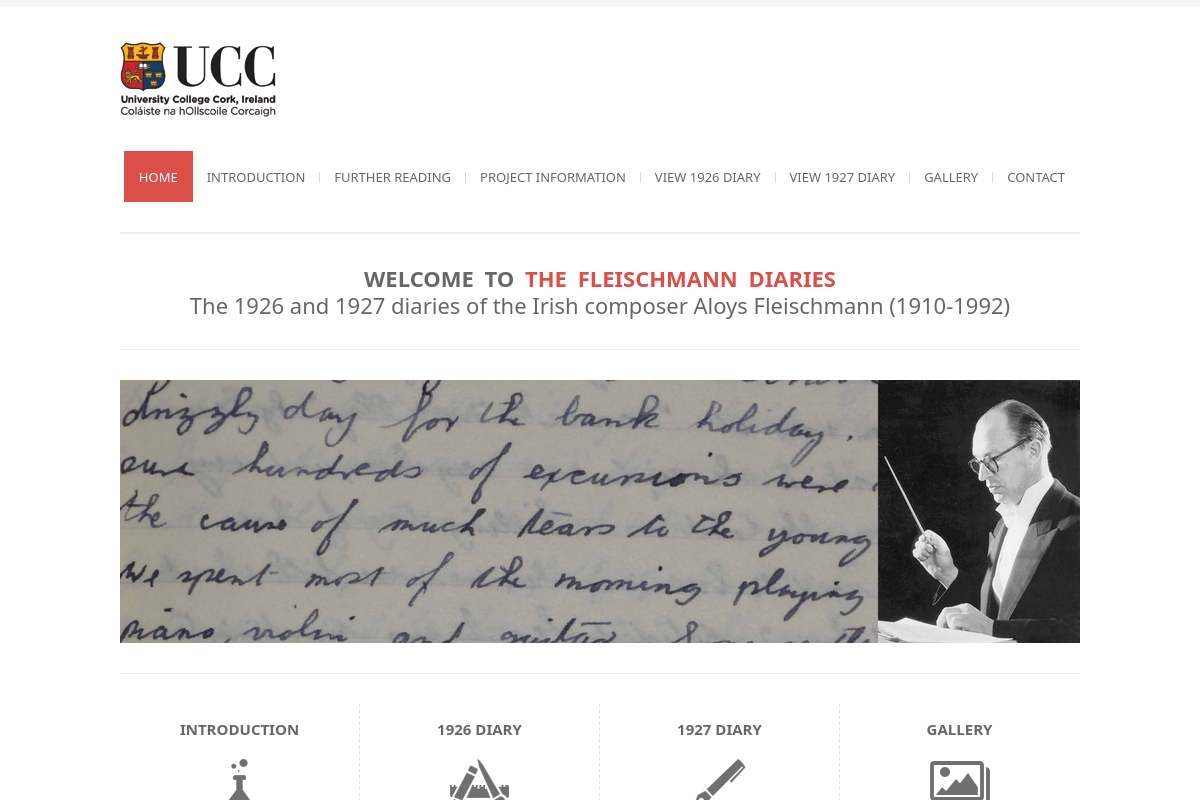 UCC
University College Cork, Ireland
Coláiste na hOllscoile Corcaigh
HOME INTRODUCTION FURTHER READING PROJECT INFORMATION VIEW 1926 DIARY VIEW 1927 DIARY GALLERY CONTACT
WELCOME TO THE FLEISCHMANN DIARIES
The 1926 and 1927 diaries of the Irish composer Aloys Fleischmann (1910-1992)
drizzly day for the bank holiday.
hundreds of excursions were
the cause of much tears to the young
We spent most of the morning playing
piano, violin and guitar
INTRODUCTION 1926 DIARY 1927 DIARY GALLERY